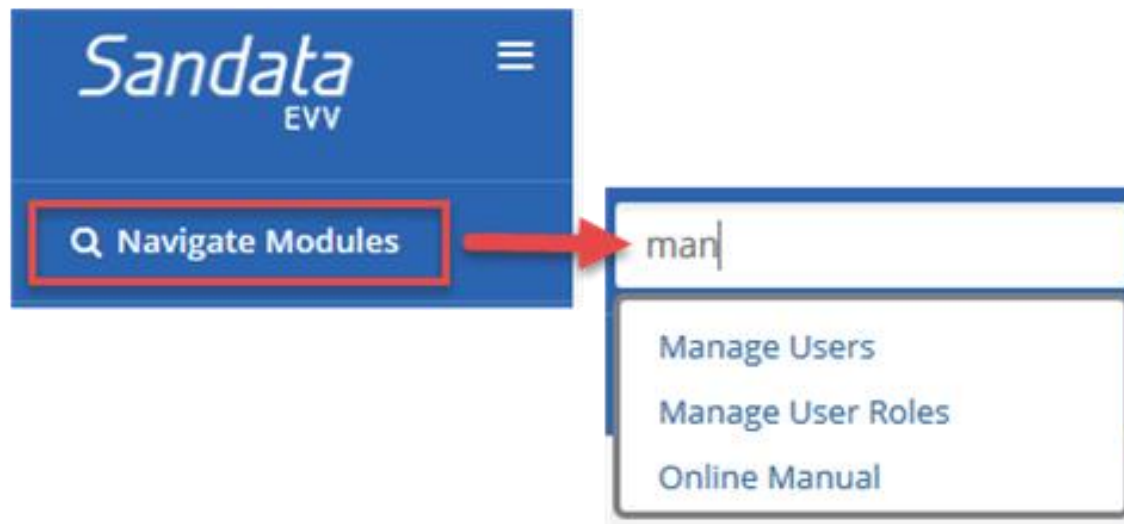 Sandata
EVV
Navigate Modules
man
Manage Users
Manage User Roles
Online Manual